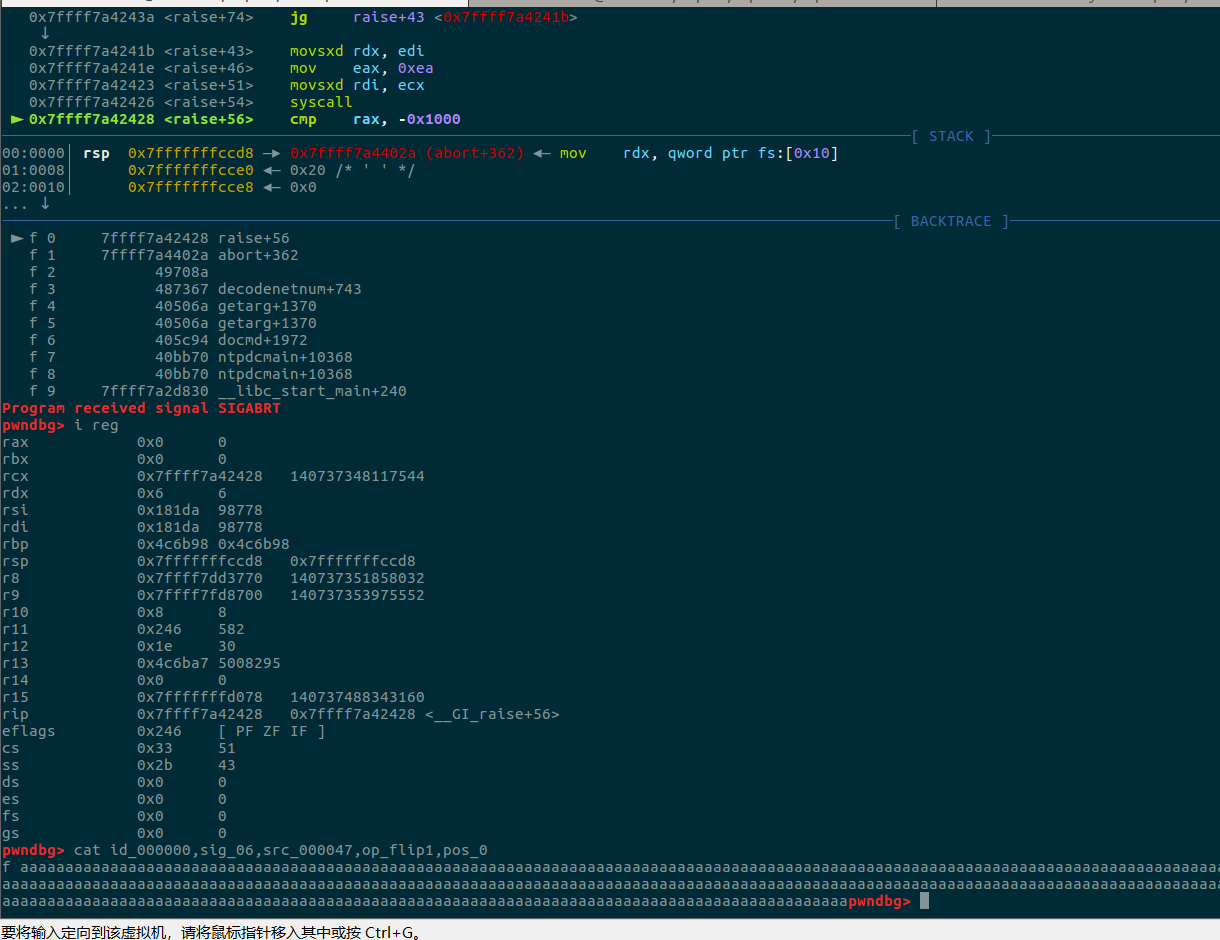 0x7ffff7a4243a <raise+74> jg raise+43 <0x7ffff7a4241b>
↓
0x7ffff7a4241b <raise+43> movsxd rdx, edi
0x7ffff7a4241e <raise+46> mov eax, 0xea
0x7ffff7a42423 <raise+51> movsxd rdi, ecx
0x7ffff7a42426 <raise+54> syscall
► 0x7ffff7a42428 <raise+56> cmp rax, -0x1000
[ STACK ]
00:0000│ rsp 0x7fffffffccd8 —▸ 0x7ffff7a4402a (abort+362) ◂— mov rdx, qword ptr fs:[0x10]
01:0008│ 0x7fffffffcce0 ◂— 0x20 /* ' ' */
02:0010│ 0x7fffffffcce8 ◂— 0x0
... ↓
[ BACKTRACE ]
► f 0 7ffff7a42428 raise+56
f 1 7ffff7a4402a abort+362
f 2 49708a
f 3 487367 decodenetnum+743
f 4 40506a getarg+1370
f 5 40506a getarg+1370
f 6 405c94 docmd+1972
f 7 40bb70 ntpdcmain+10368
f 8 40bb70 ntpdcmain+10368
f 9 7ffff7a2d830 __libc_start_main+240
Program received signal SIGABRT
pwndbg> i reg
rax 0x0 0
rbx 0x0 0
rcx 0x7ffff7a42428 140737348117544
rdx 0x6 6
rsi 0x181da 98778
rdi 0x181da 98778
rbp 0x4c6b98 0x4c6b98
rsp 0x7fffffffccd8 0x7fffffffccd8
r8 0x7ffff7dd3770 140737351858032
r9 0x7ffff7fd8700 140737353975552
r10 0x8 8
r11 0x246 582
r12 0x1e 30
r13 0x4c6ba7 5008295
r14 0x0 0
r15 0x7fffffffd078 140737488343160
rip 0x7ffff7a42428 0x7ffff7a42428 <__GI_raise+56>
eflags 0x246 [ PF ZF IF ]
cs 0x33 51
ss 0x2b 43
ds 0x0 0
es 0x0 0
fs 0x0 0
gs 0x0 0
pwndbg> cat id_000000,sig_06,src_000047,op_flip1,pos_0
f aaaaaaaaaaaaaaaaaaaaaaaaaaaaaaaaaaaaaaaaaaaaaaaaaaaaaaaaaaaaaaaaaaaaaaaaaaaaaaaaaaaaaaaaaaaaaaaaaaaaaaaaaaaaaaaaaaaaaaaaaaaaaaaaaaaaaa
aaaaaaaaaaaaaaaaaaaaaaaaaaaaaaaaaaaaaaaaaaaaaaaaaaaaaaaaaaaaaaaaaaaaaaaaaaaaaaaaaaaaaaaaaaaaaaaaaaaaaaaaaaaaaaaaaaaaaaaaaaaaaaaaaaaaaaaa
aaaaaaaaaaaaaaaaaaaaaaaaaaaaaaaaaaaaaaaaaaaaaaaaaaaaaaaaaaaaaaaaaaaaaaaaaaaaaaaaaaaaaaaaaaaaaapwndbg>
要将输入定向到该虚拟机，请将鼠标指针移入其中或按 Ctrl+G。